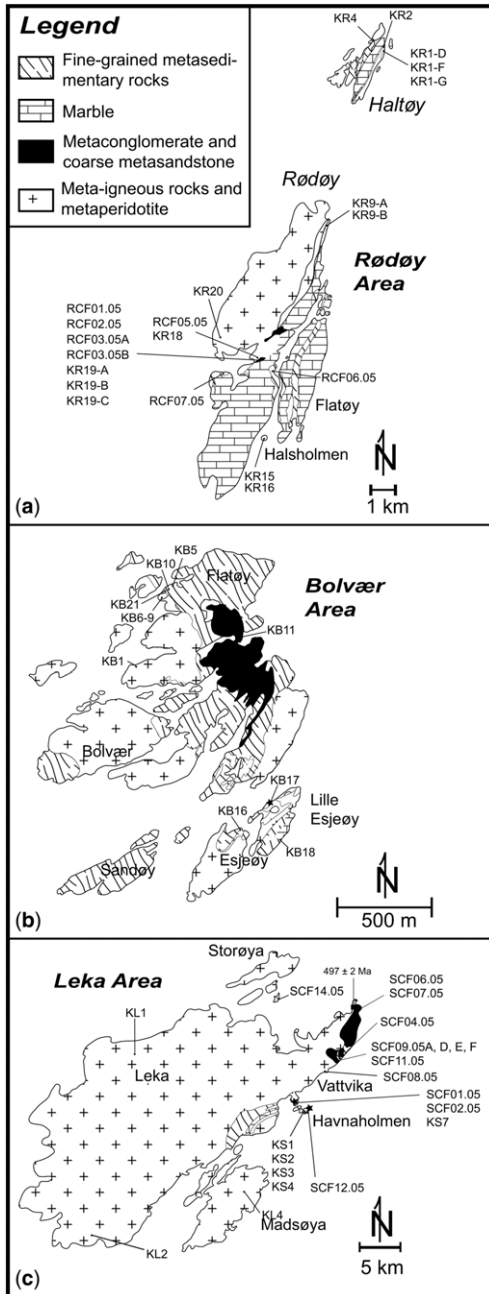 Legend
Fine-grained metasedi-
mentary rocks
Marble
Metaconglomerate and
coarse metasandstone
Meta-igneous rocks and
metaperidotite
KR4
KR2
KR1-D
KR1-F
KR1-G
Haltøy
Rødøy
KR9-A
KR9-B
Rødøy
Area
KR20
RCF01.05
RCF02.05
RCF03.05A
RCF03.05B
KR19-A
KR19-B
KR19-C
RCF05.05
KR18
RCF06.05
RCF07.05
Flatøy
Halsholmen
KR15
KR16
N
1 km
(a)
KB5
KB10
Flatøy
KB21
KB6-9
Bolvær
Area
KB11
KB1
Bolvær
KB17
Lille
Esjeøy
KB16
KB18
Esjeøy
Sandøy
N
500 m
(b)
Storøya
Leka Area
497 ± 2 Ma
SCF06.05
SCF07.05
SCF14.05
KL1
SCF04.05
SCF09.05A, D, E, F
SCF11.05
Leka
SCF08.05
Vattvika
SCF01.05
SCF02.05
KS7
Havnaholmen
KS1
KS2
KS3
KS4
SCF12.05
KL4
Madsøya
KL2
N
5 km
(c)